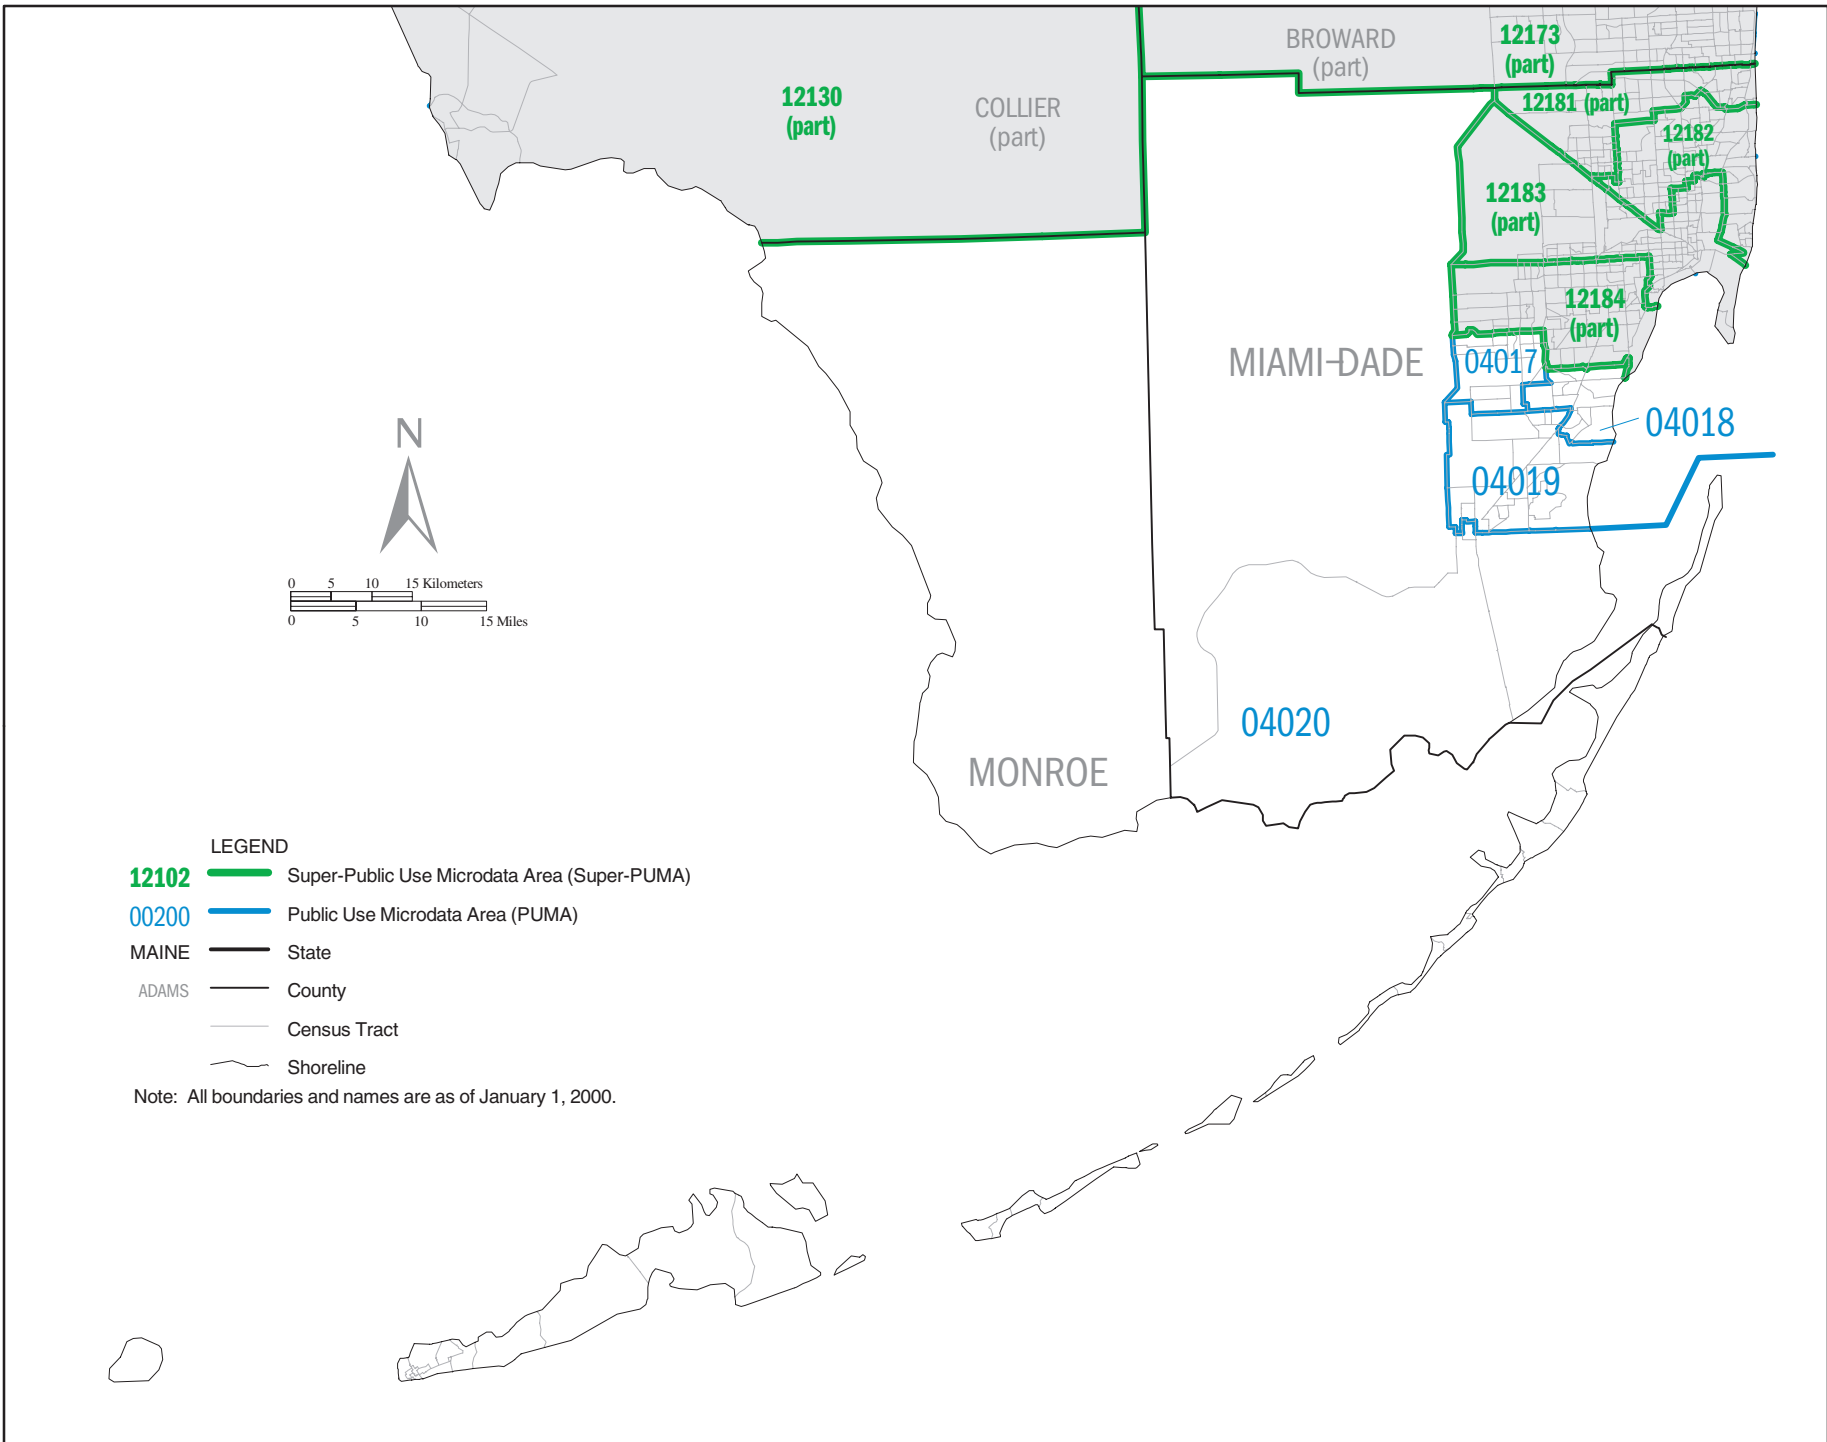 BROWARD
(part)
12173
(part)
12130
(part)
COLLIER
(part)
12181 (part)
12182
(part)
12183
(part)
12184
(part)
MIAMI-DADE
04017
04018
04019
N
0 5 10 15 Kilometers
0 5 10 15 Miles
04020
MONROE
LEGEND
12102 Super-Public Use Microdata Area (Super-PUMA)
00200 Public Use Microdata Area (PUMA)
MAINE State
ADAMS County
Census Tract
Shoreline
Note: All boundaries and names are as of January 1, 2000.